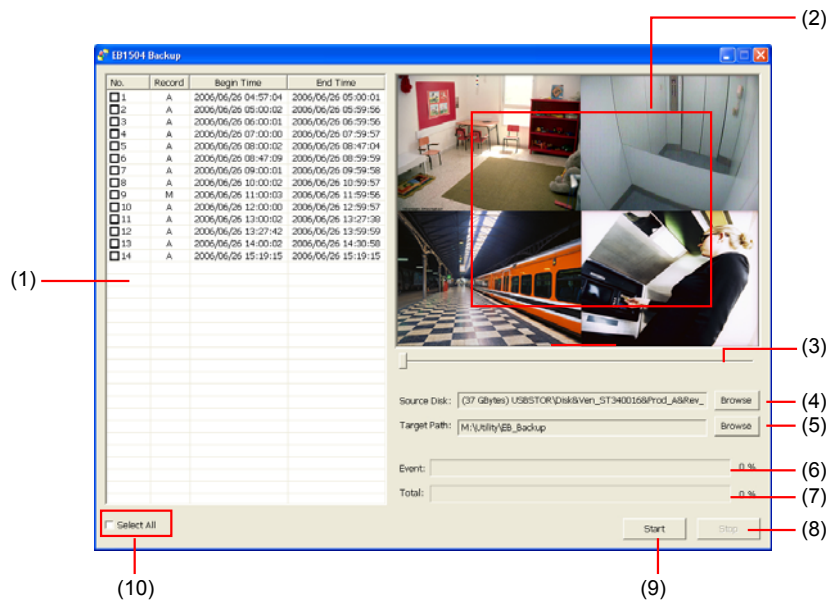 (2)
EB1504 Backup
No. Record Begin Time End Time
1 A 2006/06/26 04:57:04 2006/06/26 05:00:01
2 A 2006/06/26 05:00:02 2006/06/26 05:59:56
3 A 2006/06/26 06:00:01 2006/06/26 06:59:56
4 A 2006/06/26 07:00:00 2006/06/26 07:59:57
5 A 2006/06/26 08:00:02 2006/06/26 08:47:04
6 A 2006/06/26 08:47:09 2006/06/26 08:59:59
7 A 2006/06/26 09:00:01 2006/06/26 09:59:58
8 A 2006/06/26 10:00:02 2006/06/26 10:59:57
9 M 2006/06/26 11:00:03 2006/06/26 11:59:56
10 A 2006/06/26 12:00:00 2006/06/26 12:59:57
11 A 2006/06/26 13:00:02 2006/06/26 13:27:38
12 A 2006/06/26 13:27:42 2006/06/26 13:59:59
13 A 2006/06/26 14:00:02 2006/06/26 14:30:58
14 A 2006/06/26 15:19:15 2006/06/26 15:19:15
(1)
(3)
Source Disk: (37 GBytes) USBSTOR\Disk&Ven_ST340016&Prod_A&Rev_ Browse (4)
Target Path: M:\Utility\EB_Backup Browse (5)
Event: 0 % (6)
Total: 0 % (7)
Select All Start Stop (8)
(10) (9)